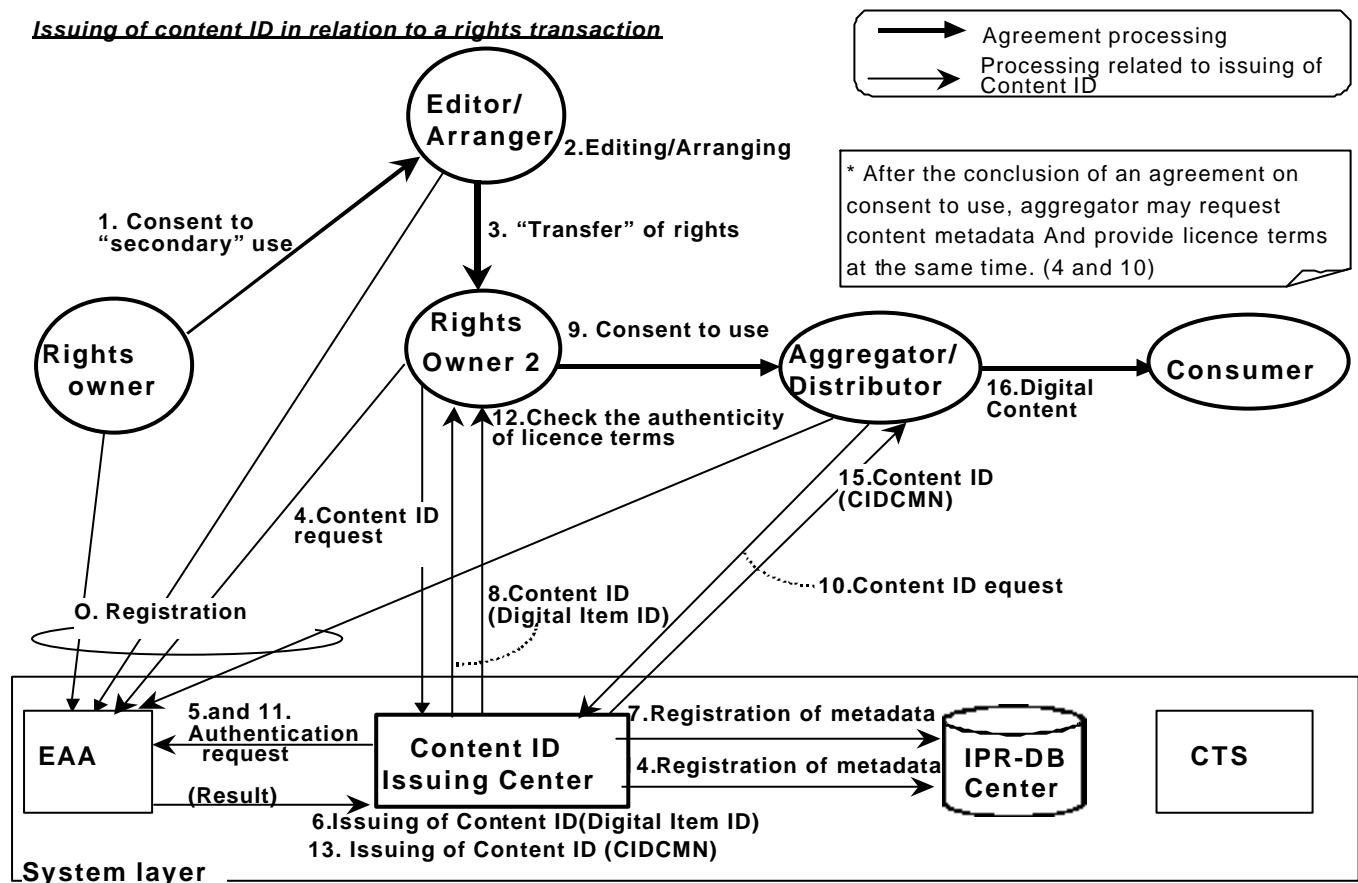 Issuing of content ID in relation to a rights transaction
Agreement processing
Processing related to issuing of
Content ID
Editor/
Arranger
2.Editing/Arranging
* After the conclusion of an agreement on
consent to use, aggregator may request
content metadata And provide licence terms
at the same time. (4 and 10)
1. Consent to
“secondary” use
3. “Transfer” of rights
Rights
owner
Rights
Owner 2
9. Consent to use
Aggregator/
Distributor
16.Digital
Content
Consumer
12.Check the authenticity
of licence terms
15.Content ID
(CIDCMN)
4.Content ID
request
10.Content ID equest
8.Content ID
(Digital Item ID)
O. Registration
5.and 11.
Authentication
request
7.Registration of metadata
EAA
Content ID
Issuing Center
4.Registration of metadata
IPR-DB
Center
CTS
(Result)
6.Issuing of Content ID(Digital Item ID)
13. Issuing of Content ID (CIDCMN)
System layer